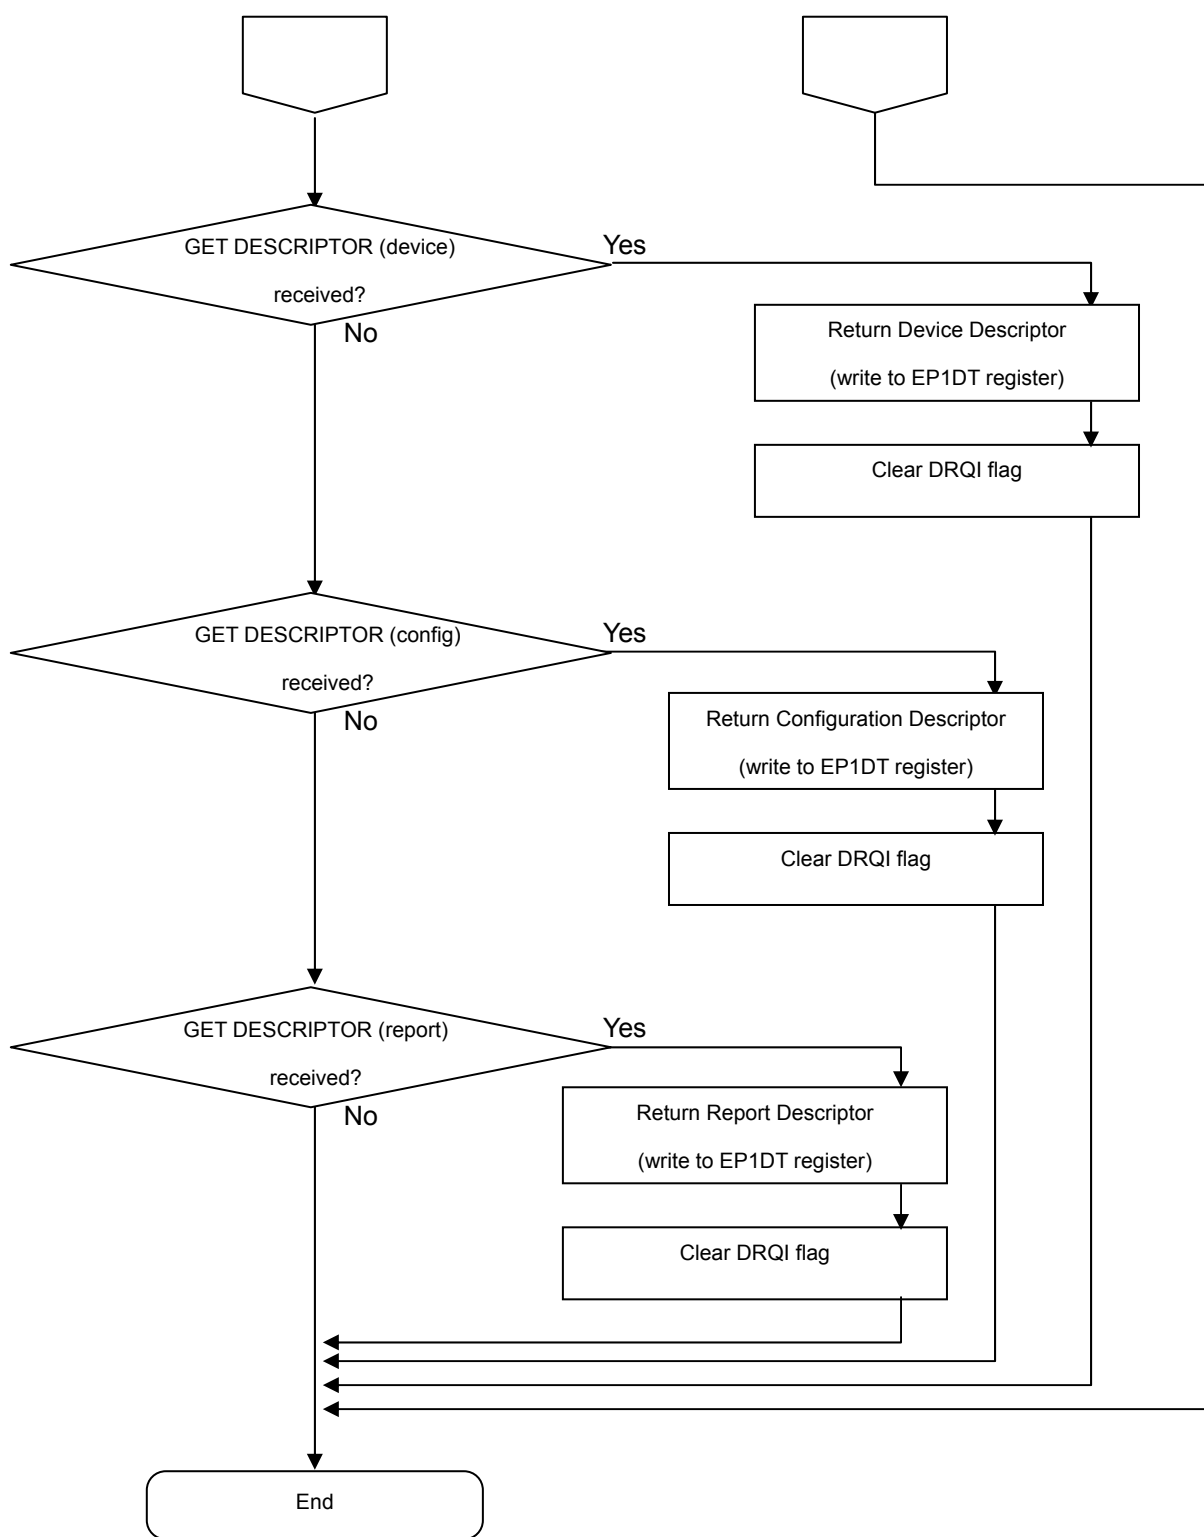 GET DESCRIPTOR (device)
received?
Yes
No
Return Device Descriptor
(write to EP1DT register)
Clear DRQI flag
GET DESCRIPTOR (config)
received?
Yes
No
Return Configuration Descriptor
(write to EP1DT register)
Clear DRQI flag
GET DESCRIPTOR (report)
received?
Yes
No
Return Report Descriptor
(write to EP1DT register)
Clear DRQI flag
End